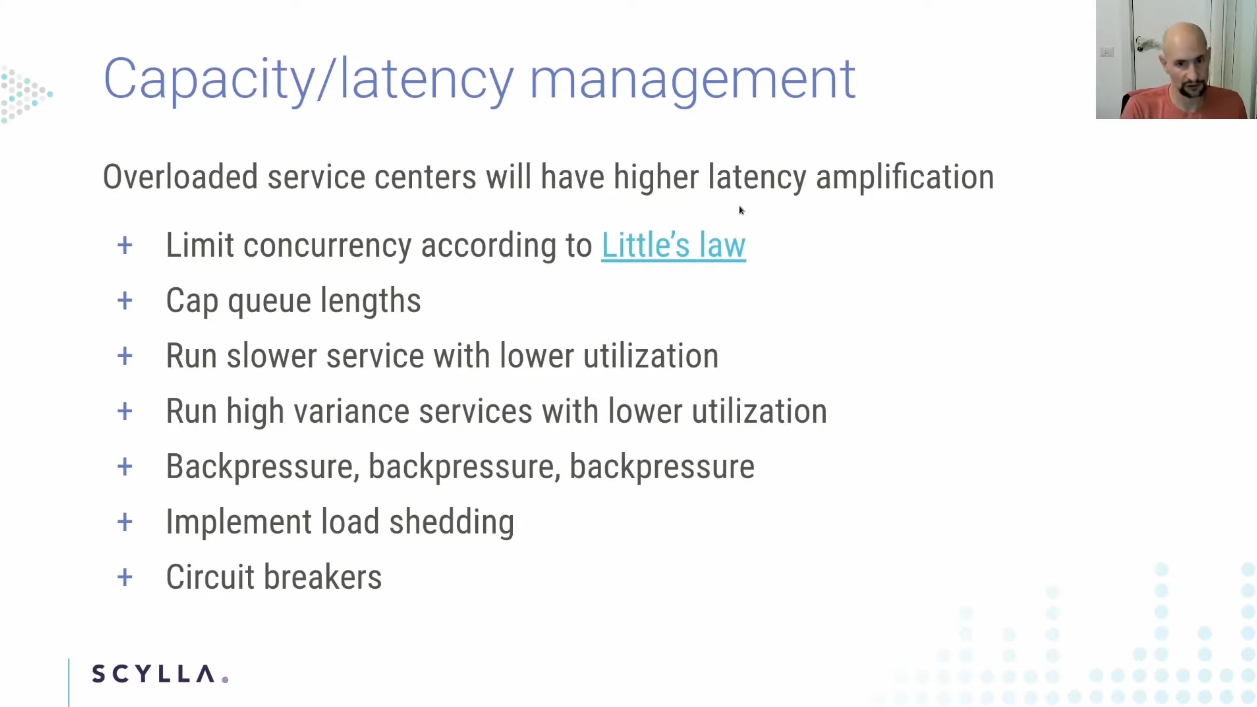 Capacity/latency management
Overloaded service centers will have higher latency amplification
+ Limit concurrency according to Little’s law
+ Cap queue lengths
+ Run slower service with lower utilization
+ Run high variance services with lower utilization
+ Backpressure, backpressure, backpressure
+ Implement load shedding
+ Circuit breakers
SCYLLA.